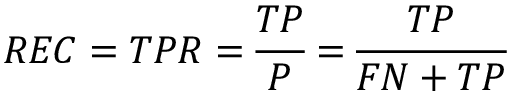 REC = TPR = TP/P = TP/(FN + TP)